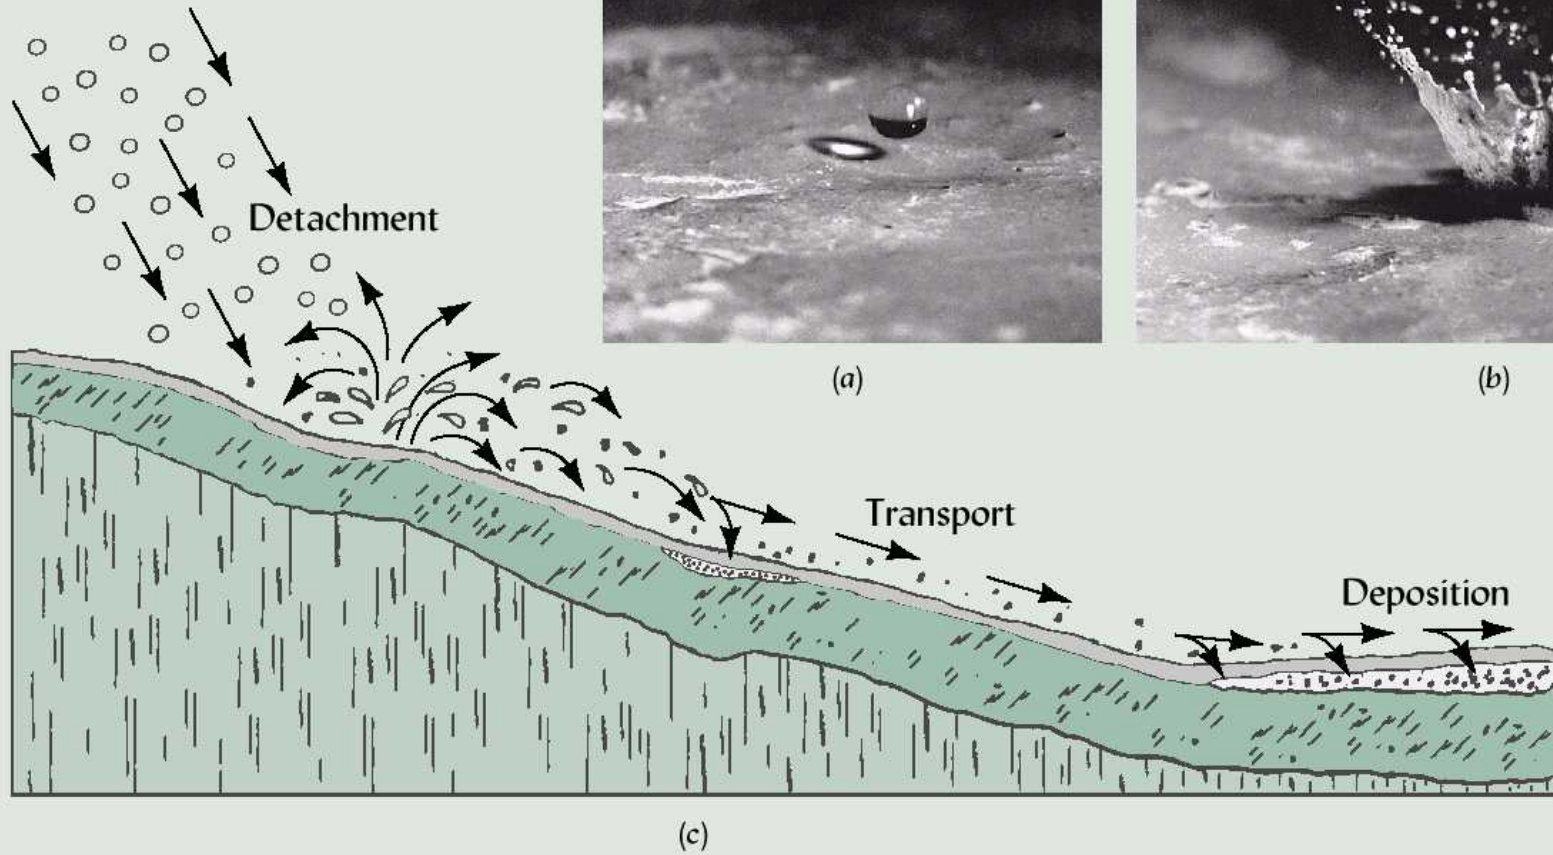 Detachment
(a)
(b)
Transport
Deposition
(c)